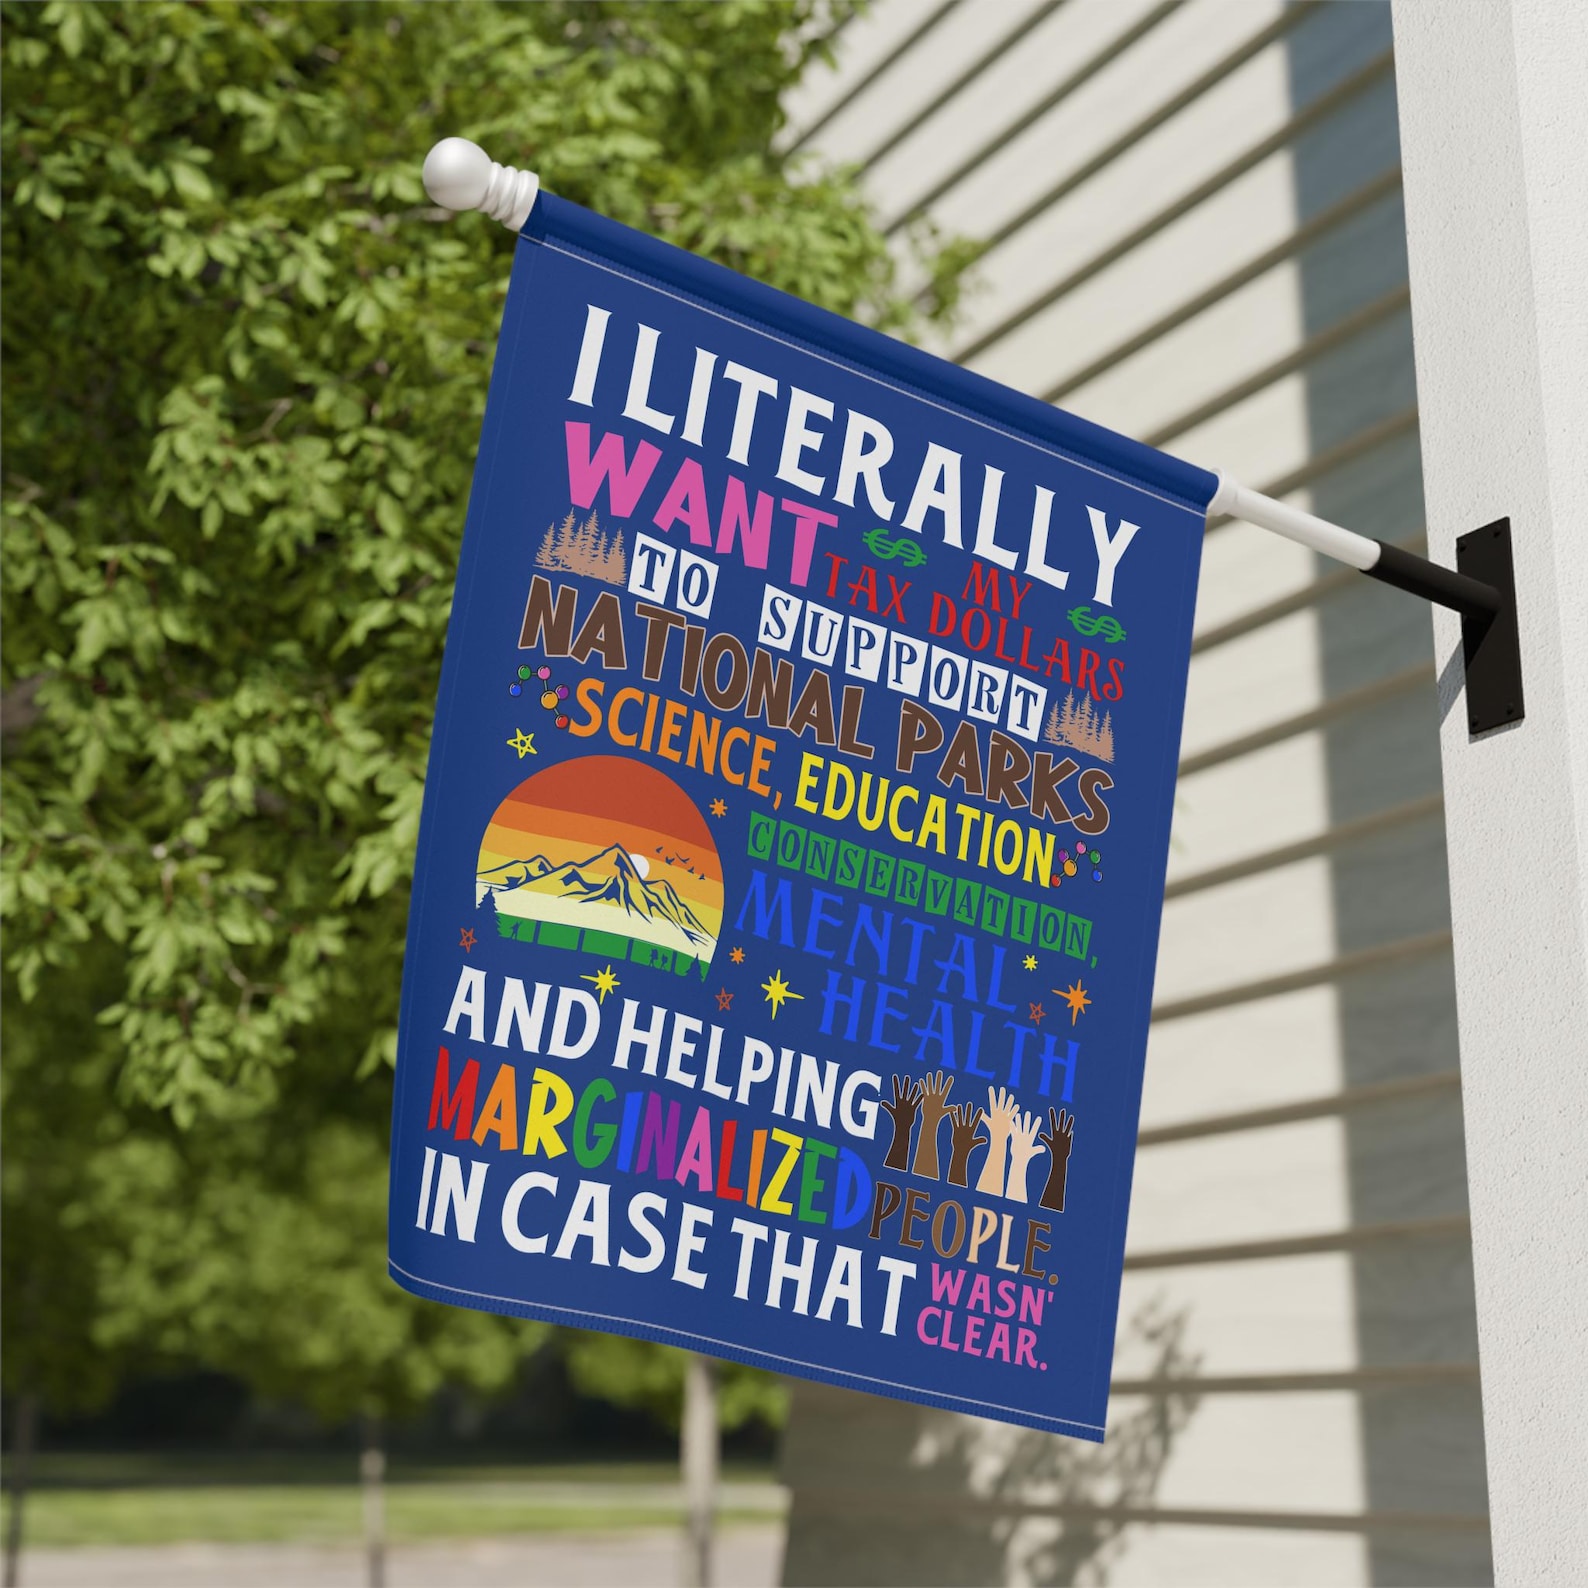 I LITERALLY
WANT MY
TAX DOLLARS
TO SUPPORT
NATIONAL PARKS
SCIENCE, EDUCATION
CONSERVATION,
MENTAL
HEALTH
AND HELPING
MARGINALIZED PEOPLE.
IN CASE THAT WASN'
CLEAR.